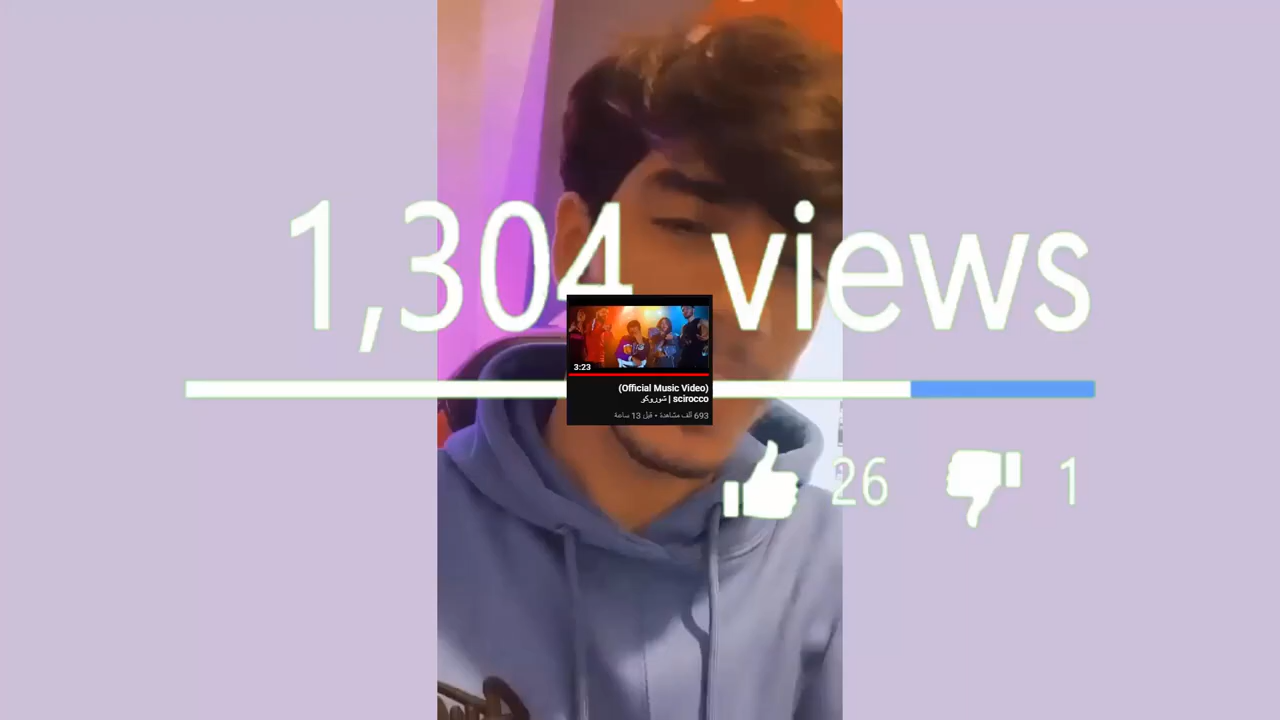 1,304 views
3:23
(Official Music Video)
شوروكو | scirocco
693 ألف مشاهدة • قبل 13 ساعة
26 1